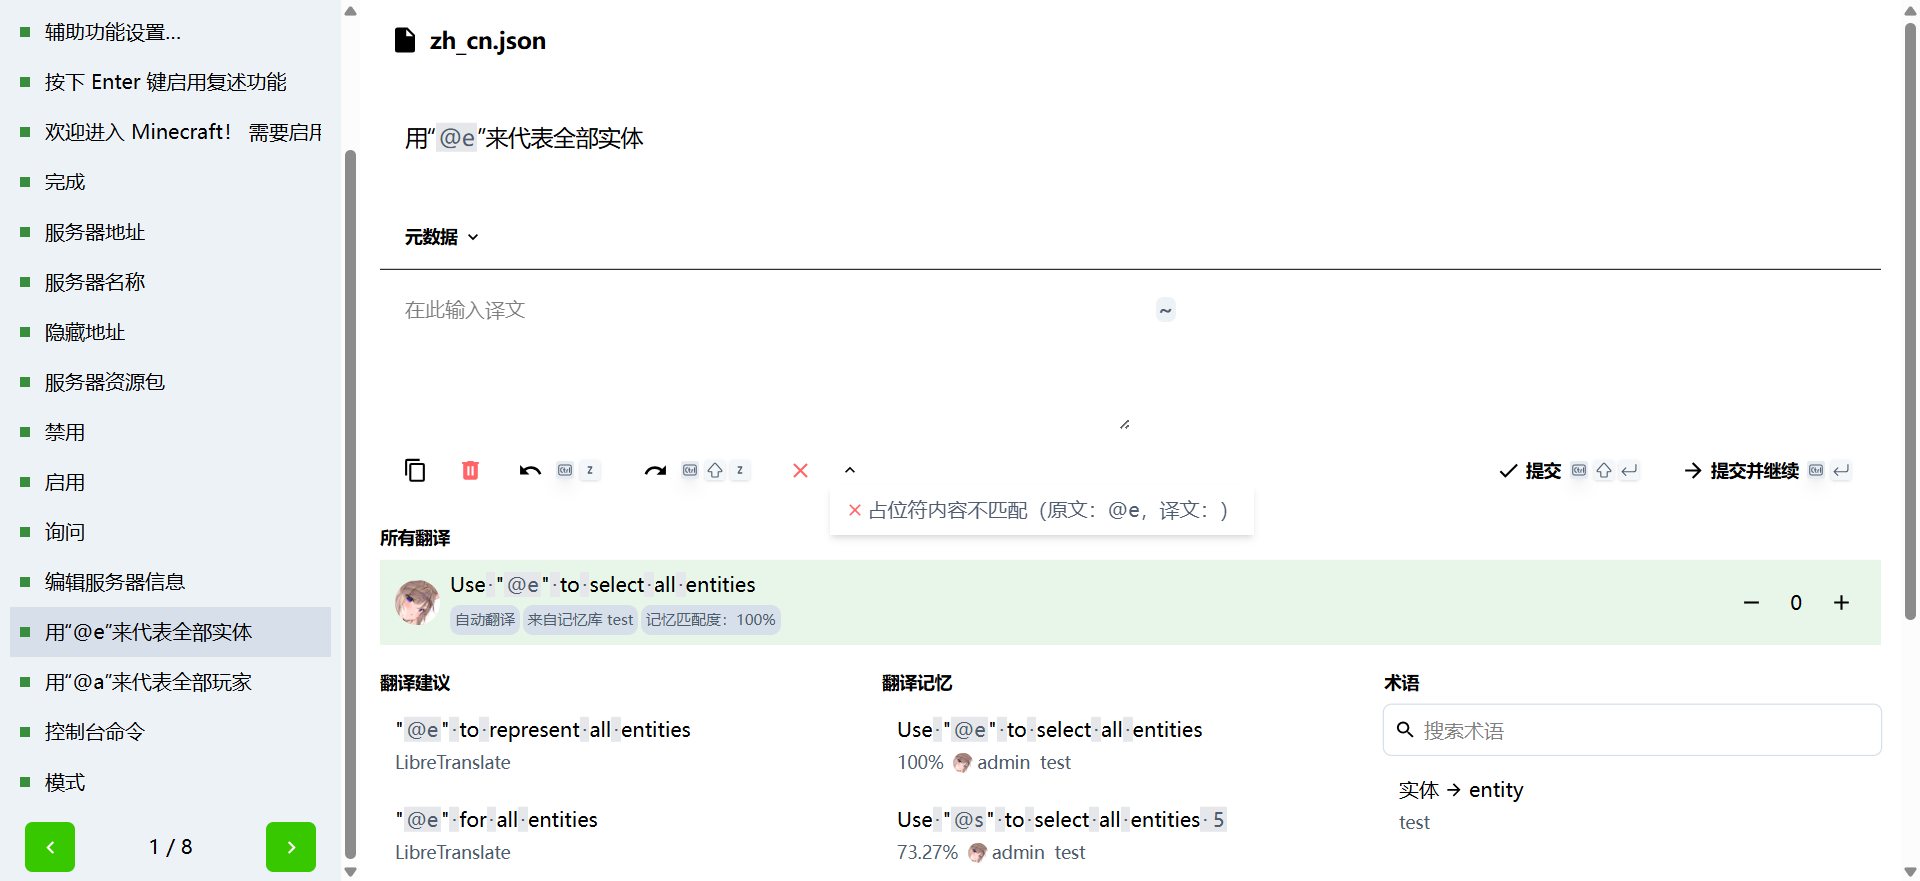 辅助功能设置...
按下 Enter 键启用复述功能
欢迎进入 Minecraft！ 需要启用
完成
服务器地址
服务器名称
隐藏地址
服务器资源包
禁用
启用
询问
编辑服务器信息
用“@e”来代表全部实体
用“@a”来代表全部玩家
控制台命令
模式
1 / 8
zh_cn.json
用“@e”来代表全部实体
元数据
在此输入译文
~
Ctrl Z
Ctrl Z
提交 Ctrl
提交并继续 Ctrl
占位符内容不匹配（原文：@e，译文：）
所有翻译
Use·"@e"·to·select·all·entities
自动翻译 来自记忆库 test 记忆匹配度：100%
0
翻译建议
"@e"·to·represent·all·entities
LibreTranslate
"@e"·for·all·entities
LibreTranslate
翻译记忆
Use·"@e"·to·select·all·entities
100% admin test
Use·"@s"·to·select·all·entities·5
73.27% admin test
术语
搜索术语
实体 → entity
test